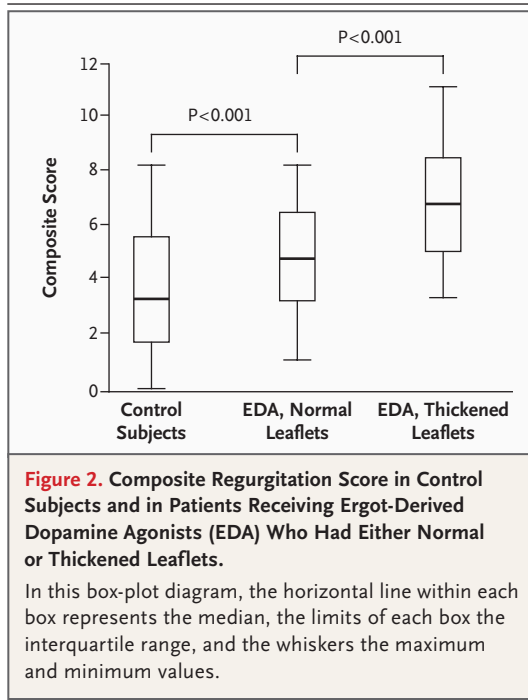 P<0.001
P<0.001
12
10
8
6
4
2
0
Composite Score
Control
Subjects
EDA, Normal
Leaflets
EDA, Thickened
Leaflets
Figure 2. Composite Regurgitation Score in Control
Subjects and in Patients Receiving Ergot-Derived
Dopamine Agonists (EDA) Who Had Either Normal
or Thickened Leaflets.
In this box-plot diagram, the horizontal line within each
box represents the median, the limits of each box the
interquartile range, and the whiskers the maximum
and minimum values.